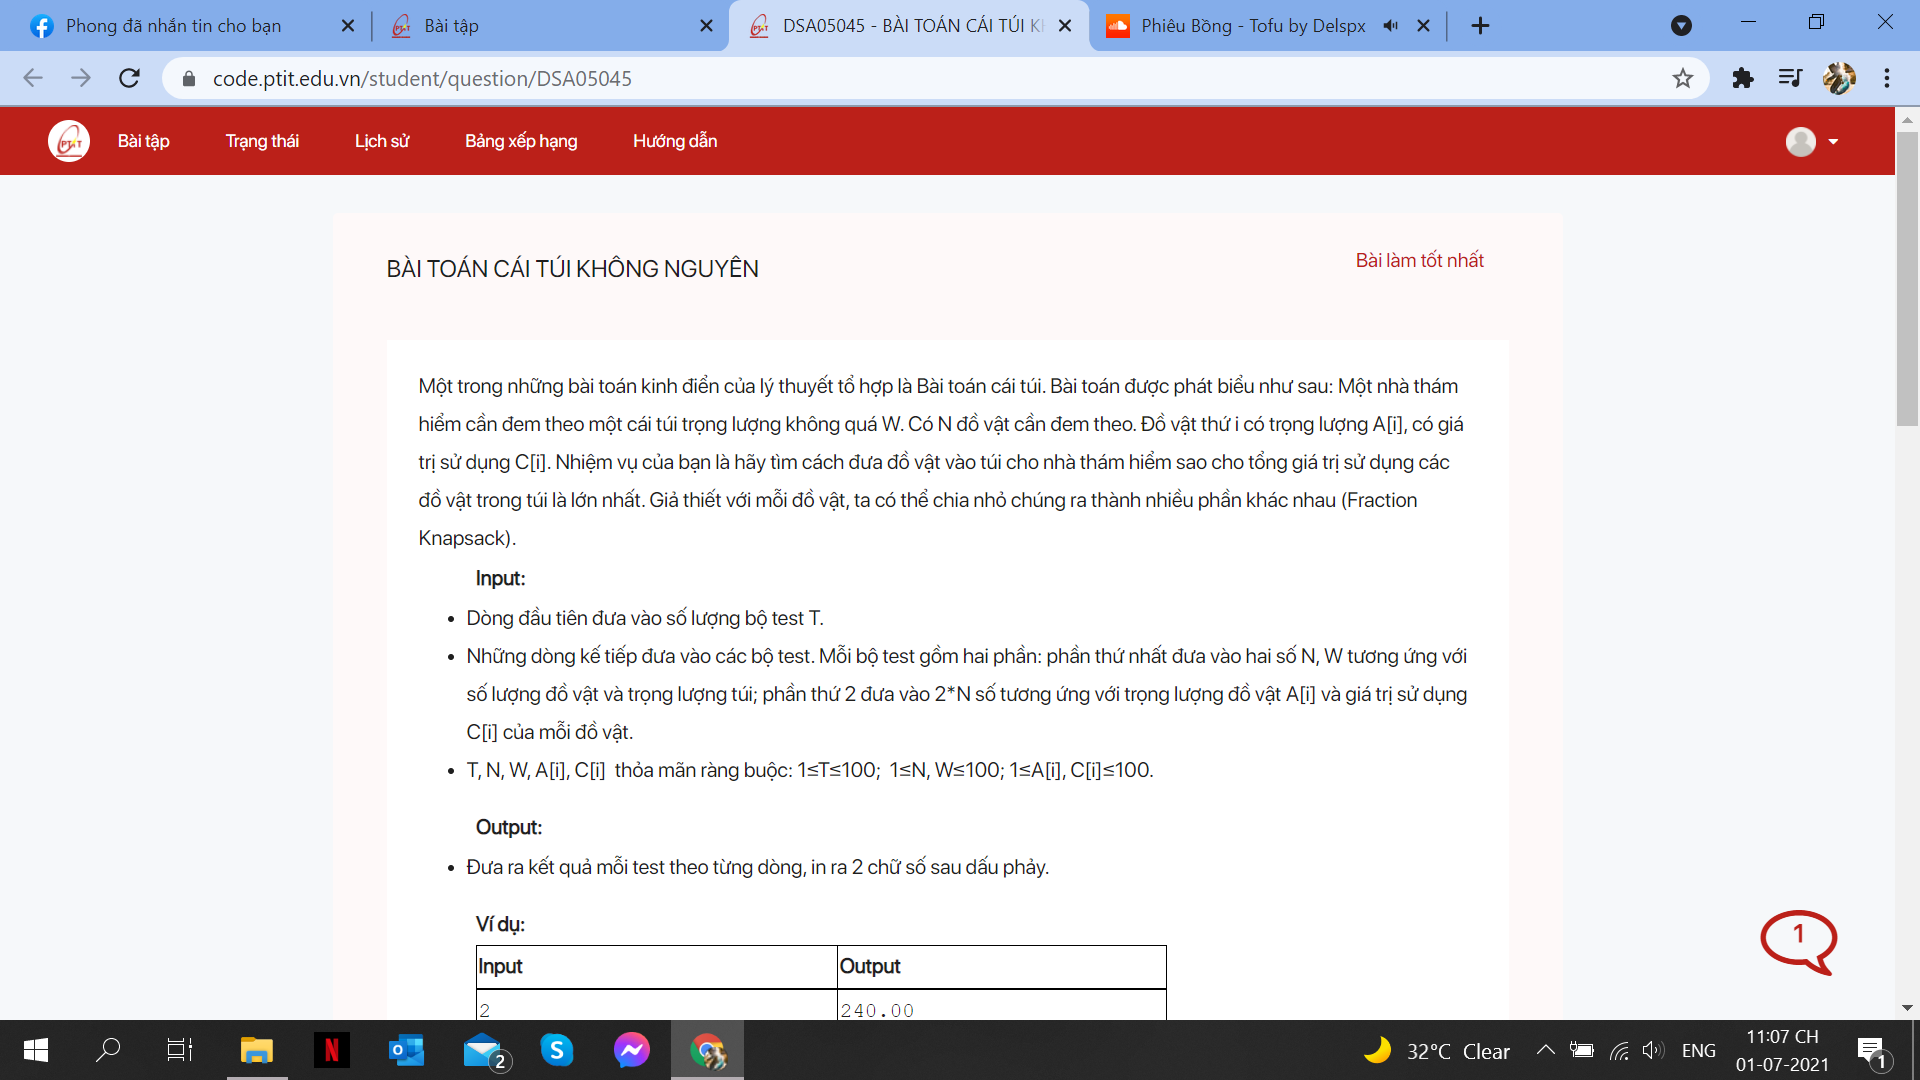 Phong đã nhắn tin cho bạn
Bài tập
DSA05045 - BÀI TOÁN CÁI TÚI
Phiêu Bồng - Tofu by Delspx
code.ptit.edu.vn/student/question/DSA05045
PTIT
Bài tập
Trạng thái
Lịch sử
Bảng xếp hạng
Hướng dẫn
BÀI TOÁN CÁI TÚI KHÔNG NGUYÊN
Bài làm tốt nhất
Một trong những bài toán kinh điển của lý thuyết tổ hợp là Bài toán cái túi. Bài toán được phát biểu như sau: Một nhà thám
hiểm cần đem theo một cái túi trọng lượng không quá W. Có N đồ vật cần đem theo. Đồ vật thứ i có trọng lượng A[i], có giá
trị sử dụng C[i]. Nhiệm vụ của bạn là hãy tìm cách đưa đồ vật vào túi cho nhà thám hiểm sao cho tổng giá trị sử dụng các
đồ vật trong túi là lớn nhất. Giả thiết với mỗi đồ vật, ta có thể chia nhỏ chúng ra thành nhiều phần khác nhau (Fraction
Knapsack).
Input:
• Dòng đầu tiên đưa vào số lượng bộ test T.
• Những dòng kế tiếp đưa vào các bộ test. Mỗi bộ test gồm hai phần: phần thứ nhất đưa vào hai số N, W tương ứng với
số lượng đồ vật và trọng lượng túi; phần thứ 2 đưa vào 2*N số tương ứng với trọng lượng đồ vật A[i] và giá trị sử dụng
C[i] của mỗi đồ vật.
• T, N, W, A[i], C[i] thỏa mãn ràng buộc: 1≤T≤100; 1≤N, W≤100; 1≤A[i], C[i]≤100.
Output:
• Đưa ra kết quả mỗi test theo từng dòng, in ra 2 chữ số sau dấu phảy.
Ví dụ:
Input
Output
2
240.00
1
2
32°C Clear
ENG
11:07 CH
01-07-2021
1